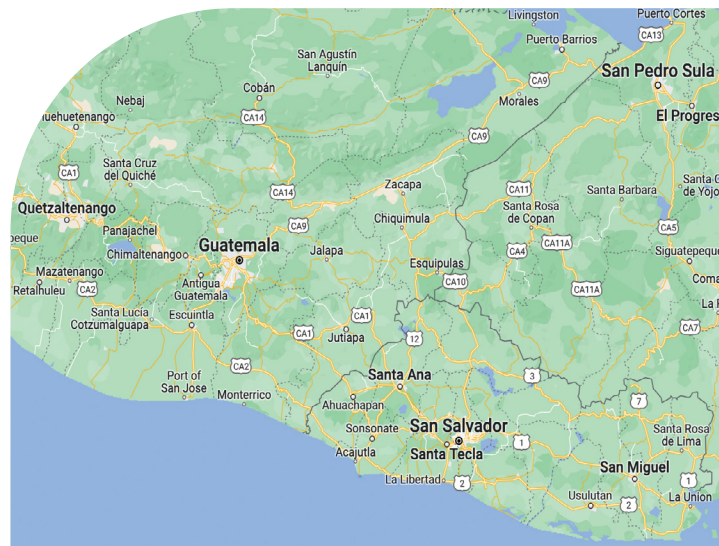 Livingston
Puerto Cortes
CA13
Puerto Barrios
San Agustín
Lanquín
San Pedro Sula
Cobán
CA9
Nebaj
Morales
El Progres
uehuetenango
CA14
CA9
CA1
Santa Cruz
del Quiché
Zacapa
CA11
Santa Barbara
Santa C
de Yojo
CA14
Quetzaltenango
Santa Rosa
de Copan
Panajachel
CA9
Chiquimula
CA5
peque
Guatemala
CA4
CA11A
Chimaltenango
Jalapa
Siguatepeque
Mazatenango
Esquipulas
Retalhuleu
CA2
Antigua
Guatemala
CA10
CA11A
Coma
Santa Lucía
Cotzumalguapa
Escuintla
CA1
CA1
La P
Jutiapa
12
CA7
CA2
Port of
San Jose
Santa Ana
3
Monterrico
Ahuachapan
7
San Salvador
Sonsonate
Santa Rosa
de Lima
1
Acajutla
Santa Tecla
San Miguel
La Libertad
2
1
Usulutan
2
La Union